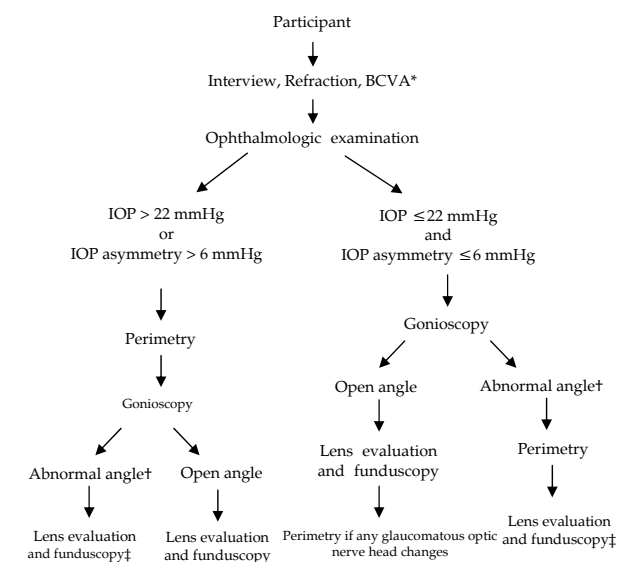 Participant
Interview, Refraction, BCVA*
Ophthalmologic examination
IOP > 22 mmHg
or
IOP asymmetry > 6 mmHg
IOP ≤22 mmHg
and
IOP asymmetry ≤6 mmHg
Perimetry
Gonioscopy
Abnormal angle†
Open angle
Lens evaluation
and funduscopy‡
Lens evaluation
and funduscopy
Gonioscopy
Open angle
Abnormal angle†
Lens evaluation
and funduscopy
Perimetry if any glaucomatous optic
nerve head changes
Perimetry
Lens evaluation
and funduscopy‡